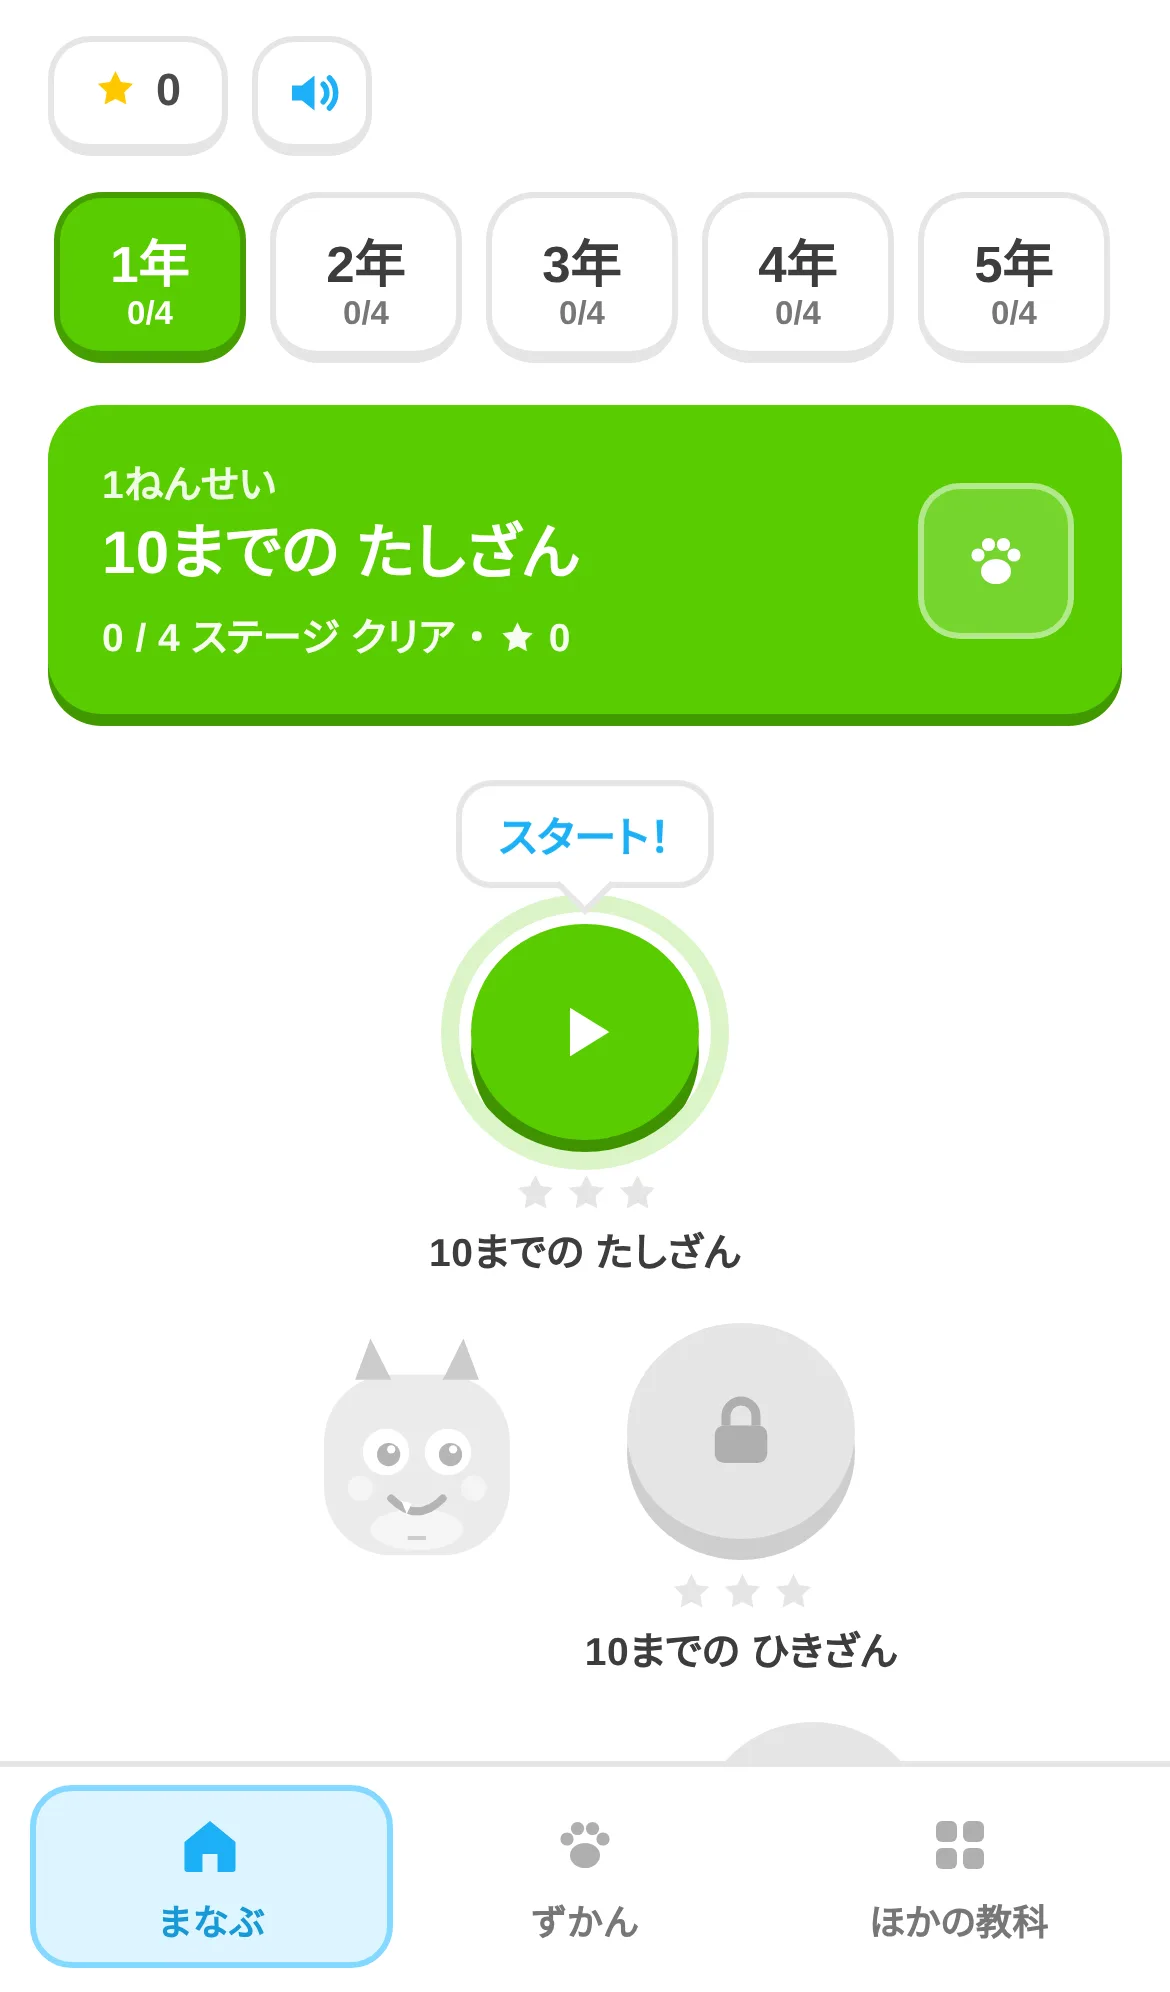 0
1年
0/4
2年
0/4
3年
0/4
4年
0/4
5年
0/4
1ねんせい
10までの たしざん
0 / 4 ステージ クリア・★ 0
スタート!
10までの たしざん
10までの ひきざん
まなぶ
ずかん
ほかの教科